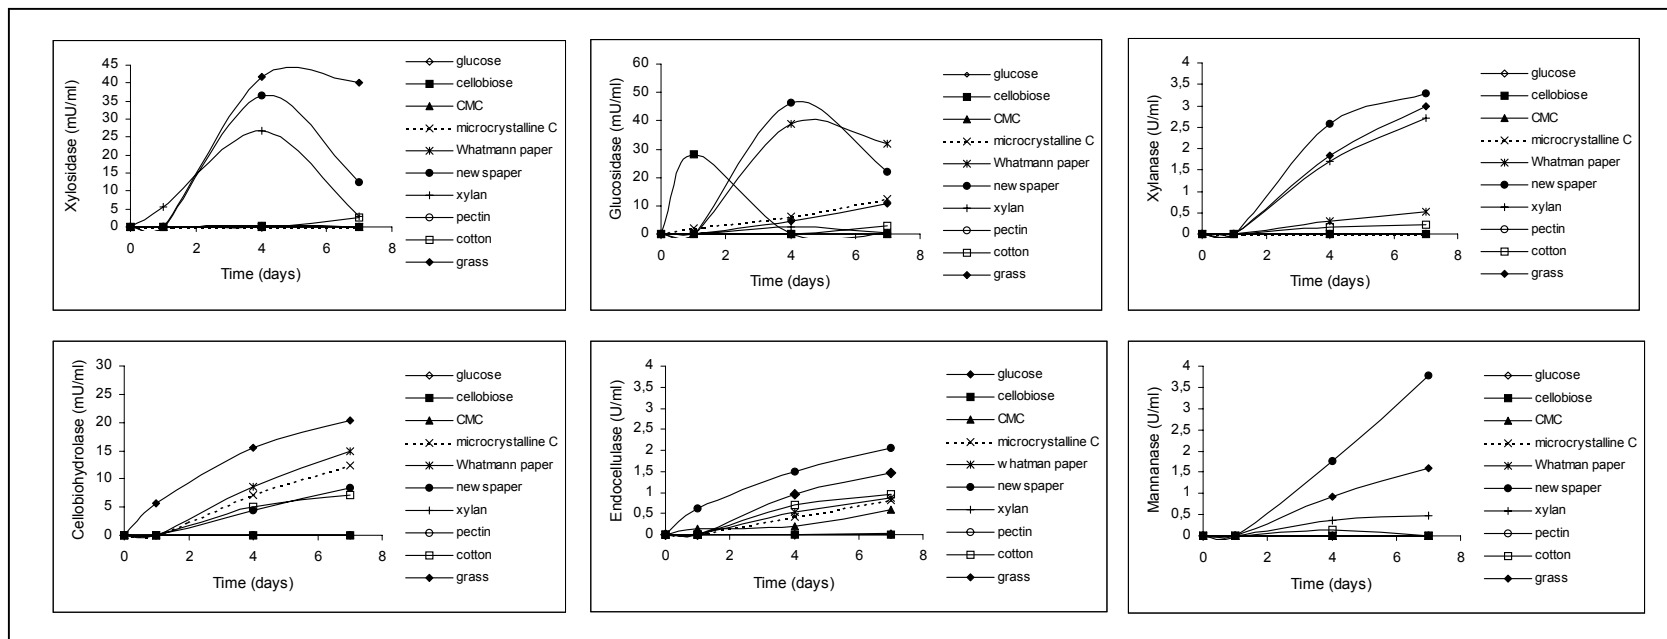 Xylosidase (mU/ml)
45
40
35
30
25
20
15
10
5
0
0 2 4 6 8
Time (days)
glucose
cellobiose
CMC
microcrystalline C
Whatmann paper
new spaper
xylan
pectin
cotton
grass
Glucosidase (mU/ml)
60
50
40
30
20
10
0
0 2 4 6 8
Time (days)
glucose
cellobiose
CMC
microcrystalline C
Whatmann paper
new spaper
xylan
pectin
cotton
grass
Xylanase (U/ml)
4
3,5
3
2,5
2
1,5
1
0,5
0
0 2 4 6 8
Time (days)
glucose
cellobiose
CMC
microcrystalline C
Whatman paper
new spaper
xylan
pectin
cotton
grass
Cellobiohydrolase (mU/ml)
30
25
20
15
10
5
0
0 2 4 6 8
Time (days)
glucose
cellobiose
CMC
microcrystalline C
Whatmann paper
new spaper
xylan
pectin
cotton
grass
Endocellulase (U/ml)
4
3,5
3
2,5
2
1,5
1
0,5
0
0 2 4 6 8
Time (days)
glucose
cellobiose
CMC
microcrystalline C
w hatman paper
new spaper
xylan
pectin
cotton
grass
Mannanase (U/ml)
4
3,5
3
2,5
2
1,5
1
0,5
0
0 2 4 6 8
Time (days)
glucose
cellobiose
CMC
microcrystalline C
Whatman paper
new spaper
xylan
pectin
cotton
grass